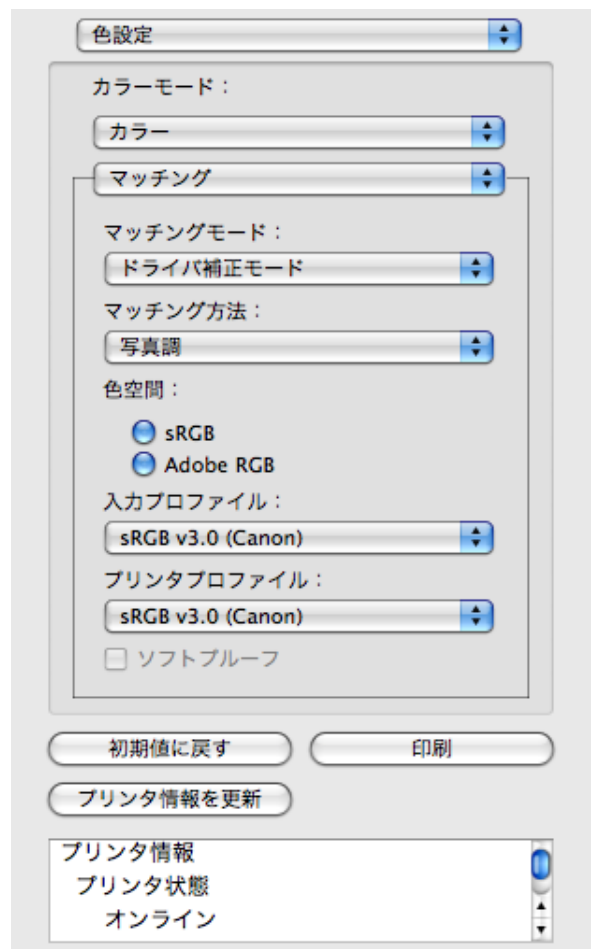 色設定
カラーモード：
カラー
マッチング
マッチングモード：
ドライバ補正モード
マッチング方法：
写真調
色空間：
sRGB
Adobe RGB
入力プロファイル：
sRGB v3.0 (Canon)
プリンタプロファイル：
sRGB v3.0 (Canon)
ソフトプルーフ
初期値に戻す 印刷
プリンタ情報を更新
プリンタ情報
プリンタ状態
オンライン